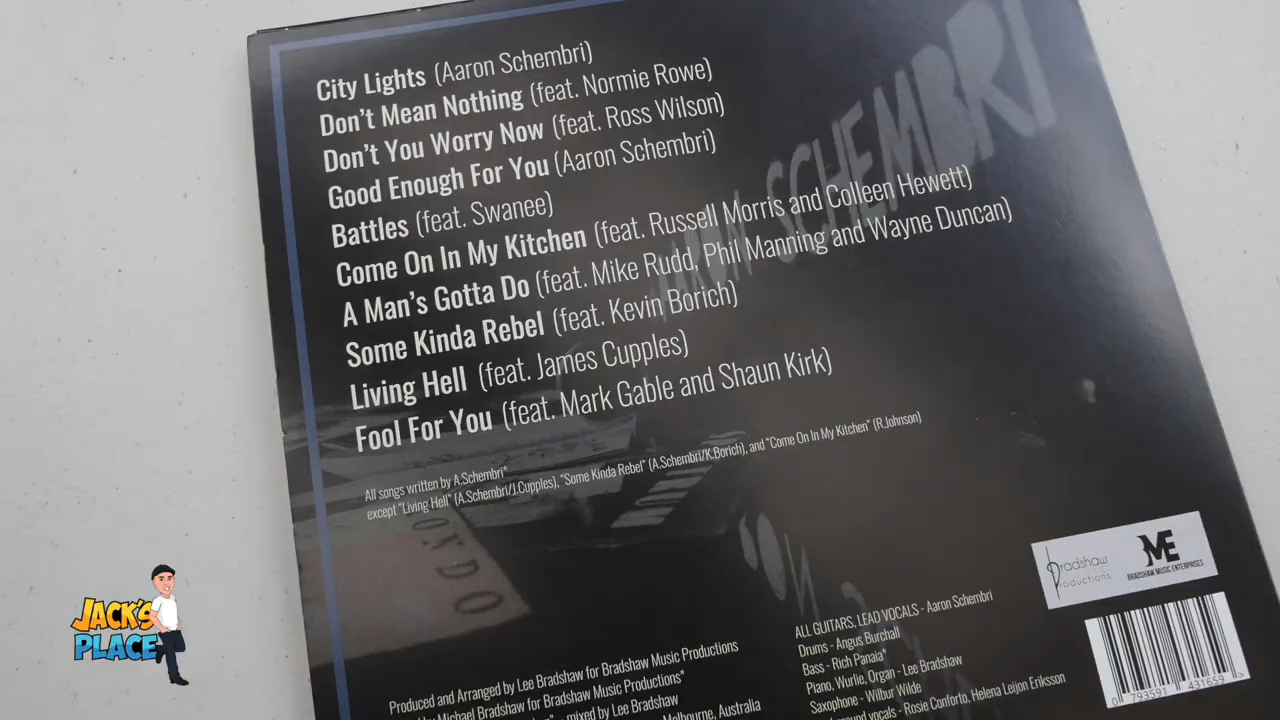 City Lights (Aaron Schembri)
Don't Mean Nothing (feat. Normie Rowe)
Don't You Worry Now (feat. Ross Wilson)
Good Enough For You (Aaron Schembri)
Battles (feat. Swanee)
Come On In My Kitchen (feat. Russell Morris and Colleen Hewett)
A Man's Gotta Do (feat. Mike Rudd, Phil Manning and Wayne Duncan)
Some Kinda Rebel (feat. Kevin Borich)
Living Hell (feat. James Cupples)
Fool For You (feat. Mark Gable and Shaun Kirk)
All songs written by A.Schembri*
except "Living Hell" (A.Schembri/J.Cupples), "Some Kinda Rebel" (A.Schembri/K.Borich), and "Come On In My Kitchen" (R.Johnson)
AARON SCHEMBRI
ONDO
Bradshaw
Productions
ME
BRADSHAW MUSIC ENTERPRISES
Produced and Arranged by Lee Bradshaw for Bradshaw Music Productions
by Michael Bradshaw for Bradshaw Music Productions*
mixed by Lee Bradshaw
Melbourne, Australia
ALL GUITARS, LEAD VOCALS - Aaron Schembri
Drums - Angus Burchall
Bass - Rich Panaia*
Piano, Wurlie, Organ - Lee Bradshaw
Saxophone - Wilbur Wilde
vocals - Rosie Conforto, Helena Leijon Eriksson
0 793591 431659 >
JACK'S
PLACE